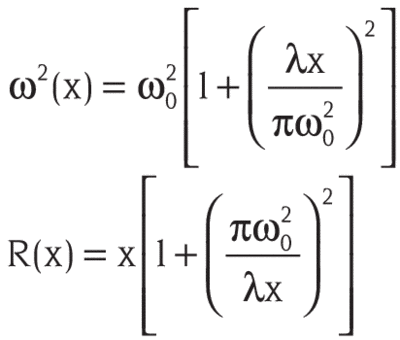 ω²(x) = ω₀² [1 + (λx / πω₀²)²]
R(x) = x [1 + (πω₀² / λx)²]